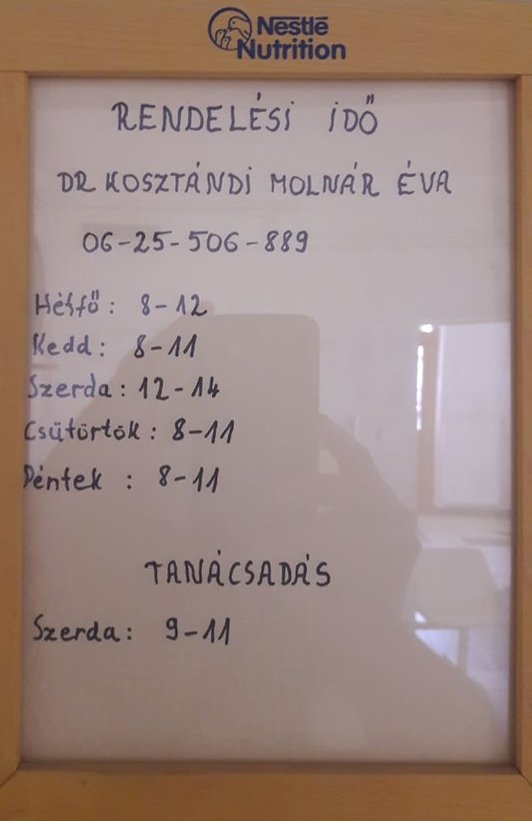 Nestlé
Nutrition
RENDELÉSI IDŐ
DR KOSZTÁNDI MOLNÁR ÉVA
06-25-506-889
Hétfő: 8-12
Kedd: 8-11
Szerda: 12-14
Csütörtök: 8-11
Péntek : 8-11
TANÁCSADÁS
Szerda: 9-11